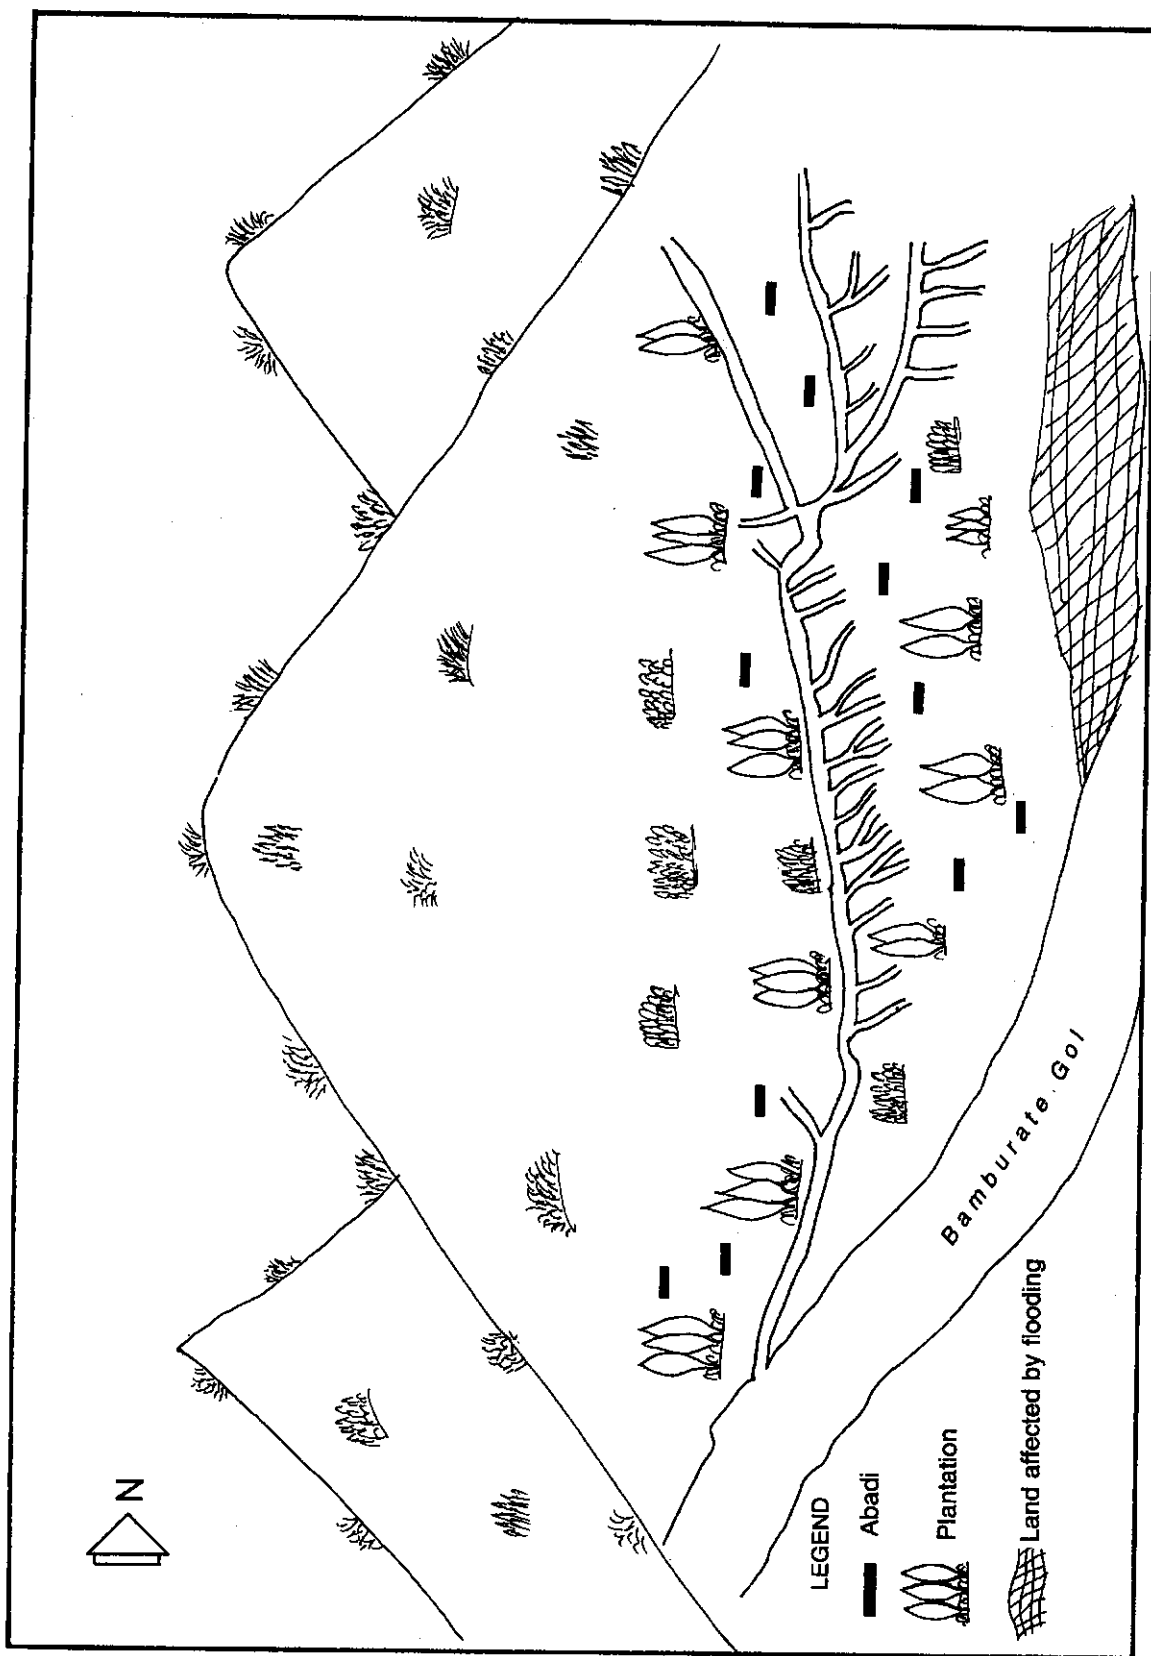 N
Bamburate Gol
LEGEND
Abadi
Plantation
Land affected by flooding